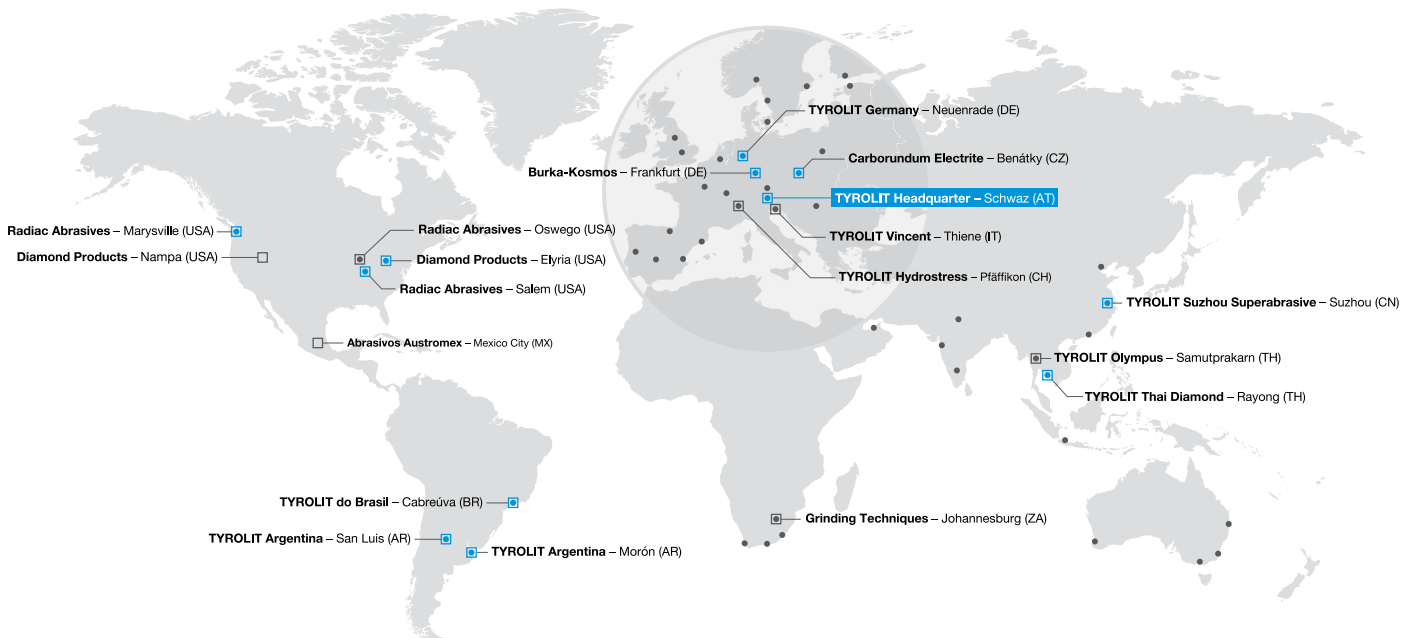 TYROLIT Germany – Neuenrade (DE)
Carborundum Electrite – Benátky (CZ)
Burka-Kosmos – Frankfurt (DE)
TYROLIT Headquarter – Schwaz (AT)
Radiac Abrasives – Marysville (USA)
Radiac Abrasives – Oswego (USA)
TYROLIT Vincent – Thiene (IT)
Diamond Products – Nampa (USA)
Diamond Products – Elyria (USA)
TYROLIT Hydrostress – Pfäffikon (CH)
Radiac Abrasives – Salem (USA)
TYROLIT Suzhou Superabrasive – Suzhou (CN)
Abrasivos Austromex – Mexico City (MX)
TYROLIT Olympus – Samutprakarn (TH)
TYROLIT Thai Diamond – Rayong (TH)
TYROLIT do Brasil – Cabreúva (BR)
Grinding Techniques – Johannesburg (ZA)
TYROLIT Argentina – San Luis (AR)
TYROLIT Argentina – Morón (AR)